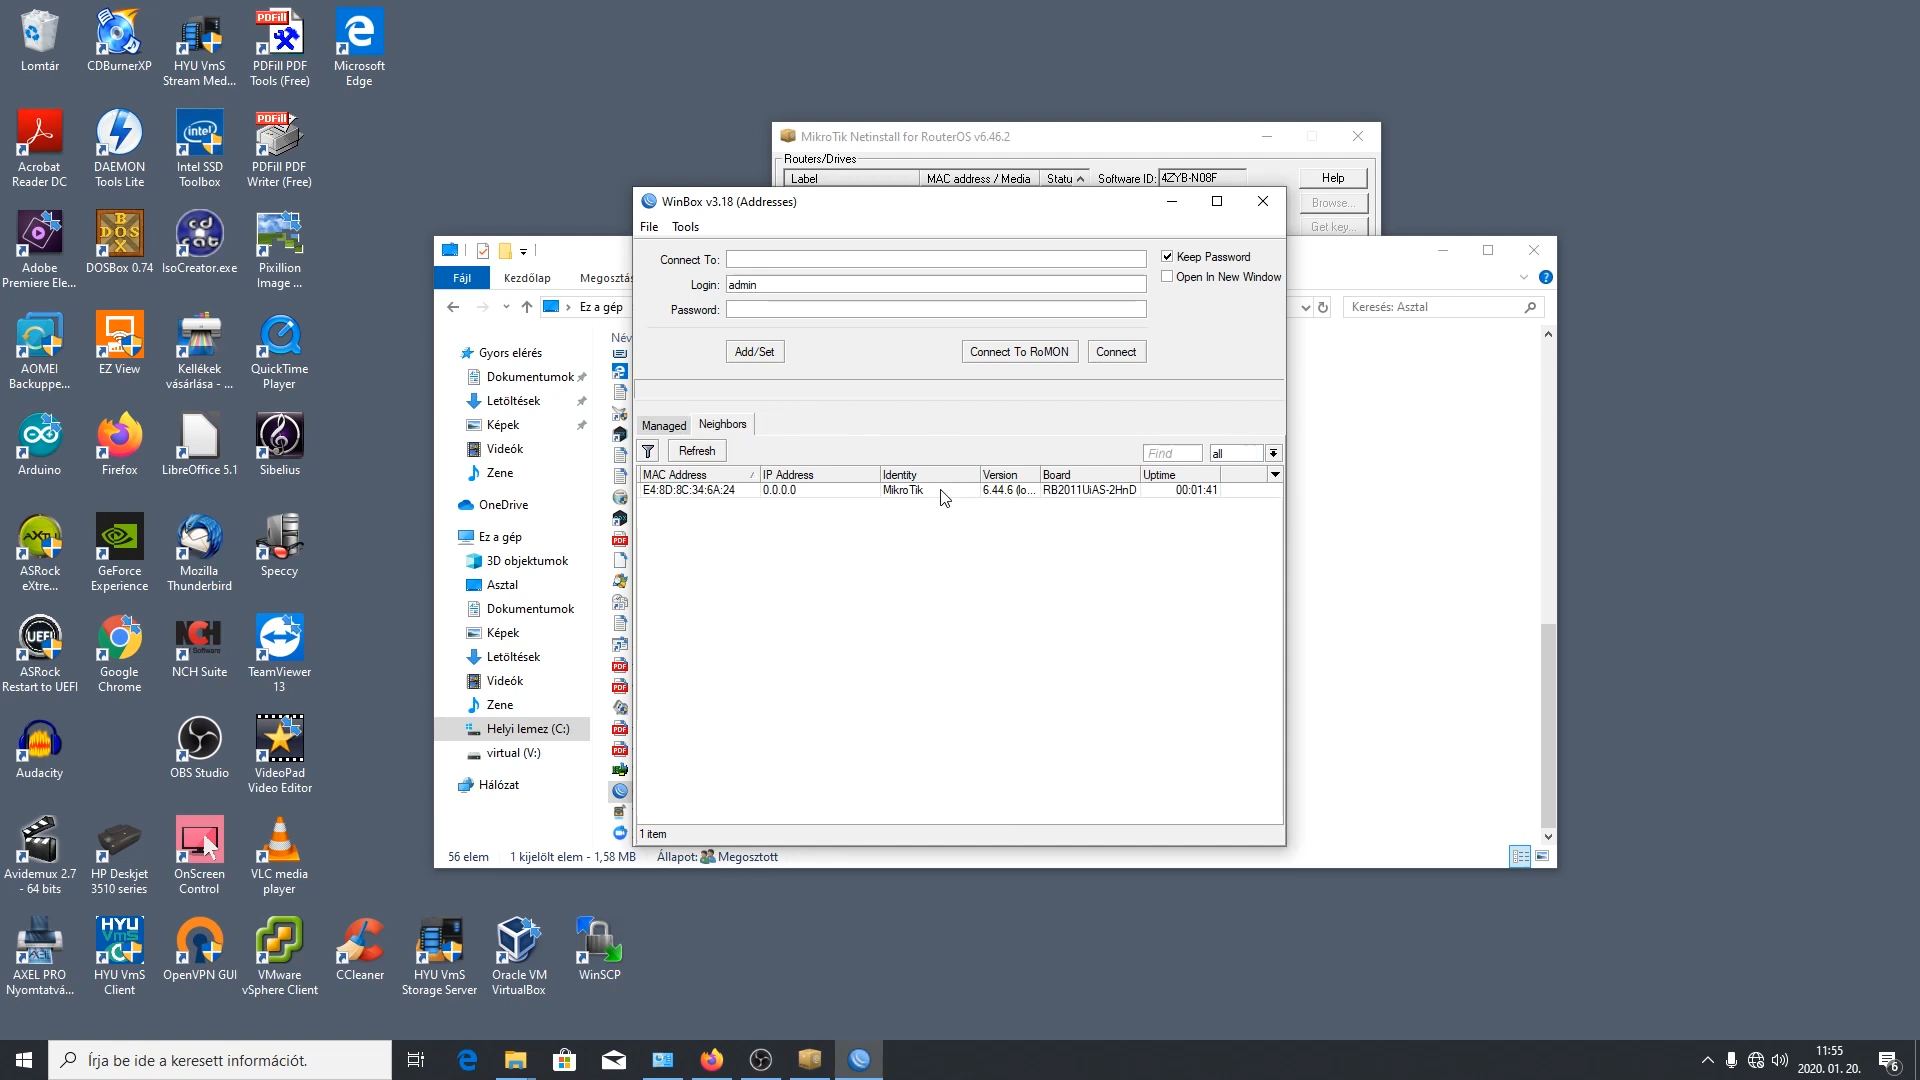 Lomtár
CDBurnerXP
HYU VmS
Stream Med...
PDFill PDF
Tools (Free)
Microsoft
Edge
Acrobat
Reader DC
DAEMON
Tools Lite
Intel SSD
Toolbox
PDFill PDF
Writer (Free)
Adobe
Premiere Ele...
DOSBox 0.74
IsoCreator.exe
Pixillion
Image ...
AOMEI
Backuppe...
EZ View
Kellékek
vásárlása - ...
QuickTime
Player
Arduino
Firefox
LibreOffice 5.1
Sibelius
ASRock
eXtre...
GeForce
Experience
Mozilla
Thunderbird
Speccy
ASRock
Restart to UEFI
Google
Chrome
NCH Suite
TeamViewer
13
Audacity
OBS Studio
VideoPad
Video Editor
Avidemux 2.7
- 64 bits
HP Deskjet
3510 series
OnScreen
Control
VLC media
player
AXEL PRO
Nyomtatvá...
HYU VmS
Client
OpenVPN GUI
VMware
vSphere Client
CCleaner
HYU VmS
Storage Server
Oracle VM
VirtualBox
WinSCP
MikroTik Netinstall for RouterOS v6.46.2
Routers/Drives
Label MAC address / Media Statu Software ID: 4ZYB-N08F Help
Browse...
Get key...
WinBox v3.18 (Addresses)
File Tools
Connect To: Keep Password
Open In New Window
Login: admin
Password:
Add/Set Connect To RoMON Connect
Managed Neighbors
Refresh Find all
MAC Address IP Address Identity Version Board Uptime
E4:8D:8C:34:6A:24 0.0.0.0 MikroTik 6.44.6 (lo... RB2011UiAS-2HnD 00:01:41
1 item
Fájl Kezdőlap Megosztás
Ez a gép Keresés: Asztal
Név
Gyors elérés
Dokumentumok
Letöltések
Képek
Videók
Zene
OneDrive
Ez a gép
3D objektumok
Asztal
Dokumentumok
Képek
Letöltések
Videók
Zene
Helyi lemez (C:)
virtual (V:)
Hálózat
56 elem 1 kijelölt elem - 1,58 MB Állapot: Megosztott
Írja be ide a keresett információt.
11:55
2020. 01. 20.
6